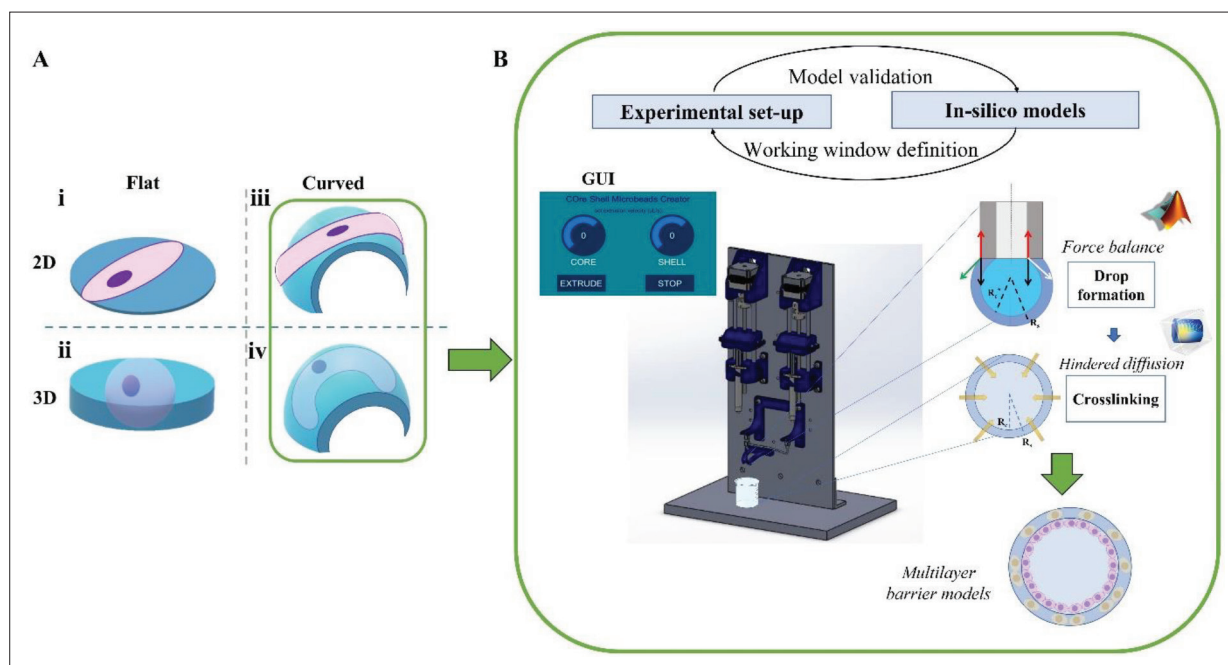 A
Flat
Curved
i
iii
2D
ii
iv
3D
B
Model validation
Experimental set-up
In-silico models
Working window definition
GUI
COre Shell Microbeads Creator
0
0
CORE
SHELL
EXTRUDE
STOP
Force balance
Drop
formation
Rs
Hindered diffusion
Crosslinking
Multilayer
barrier models